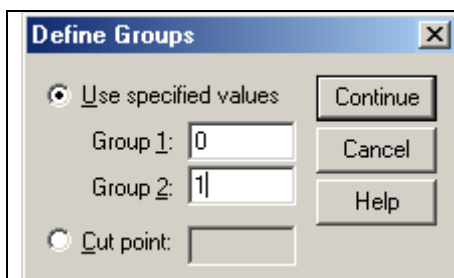 Define Groups
Use specified values
Continue
Group 1: 0
Cancel
Group 2: 1
Help
Cut point: